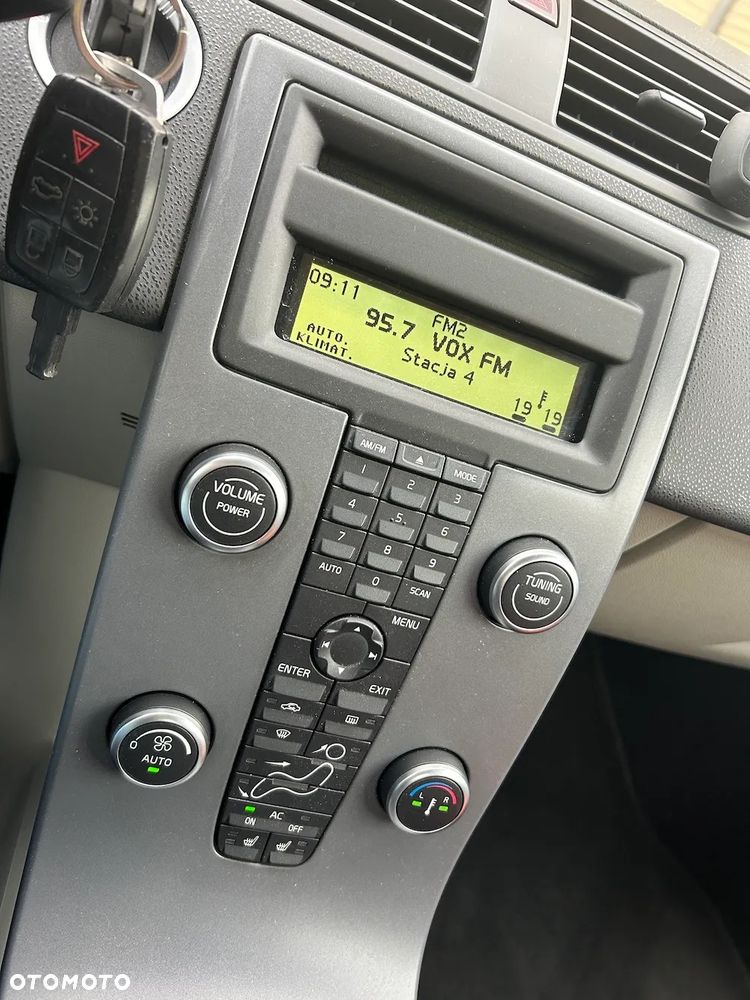 09:11
FM2
95.7 VOX FM
AUTO.
KLIMAT.
Stacja 4
19 19
AM/FM
MODE
1 2 3
4 5 6
7 8 9
AUTO 0 SCAN
VOLUME
POWER
TUNING
SOUND
MENU
ENTER
EXIT
0
AUTO
L R
AC
ON OFF
OTOMOTO